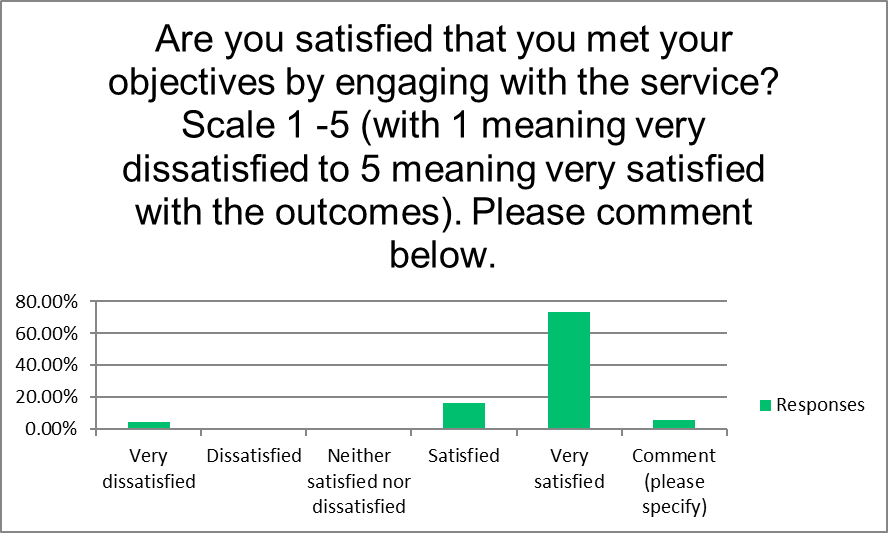 Are you satisfied that you met your
objectives by engaging with the service?
Scale 1 -5 (with 1 meaning very
dissatisfied to 5 meaning very satisfied
with the outcomes). Please comment
below.
80.00%
60.00%
40.00%
20.00%
0.00%
Very
dissatisfied
Dissatisfied
Neither
satisfied nor
dissatisfied
Satisfied
Very
satisfied
Comment
(please
specify)
Responses